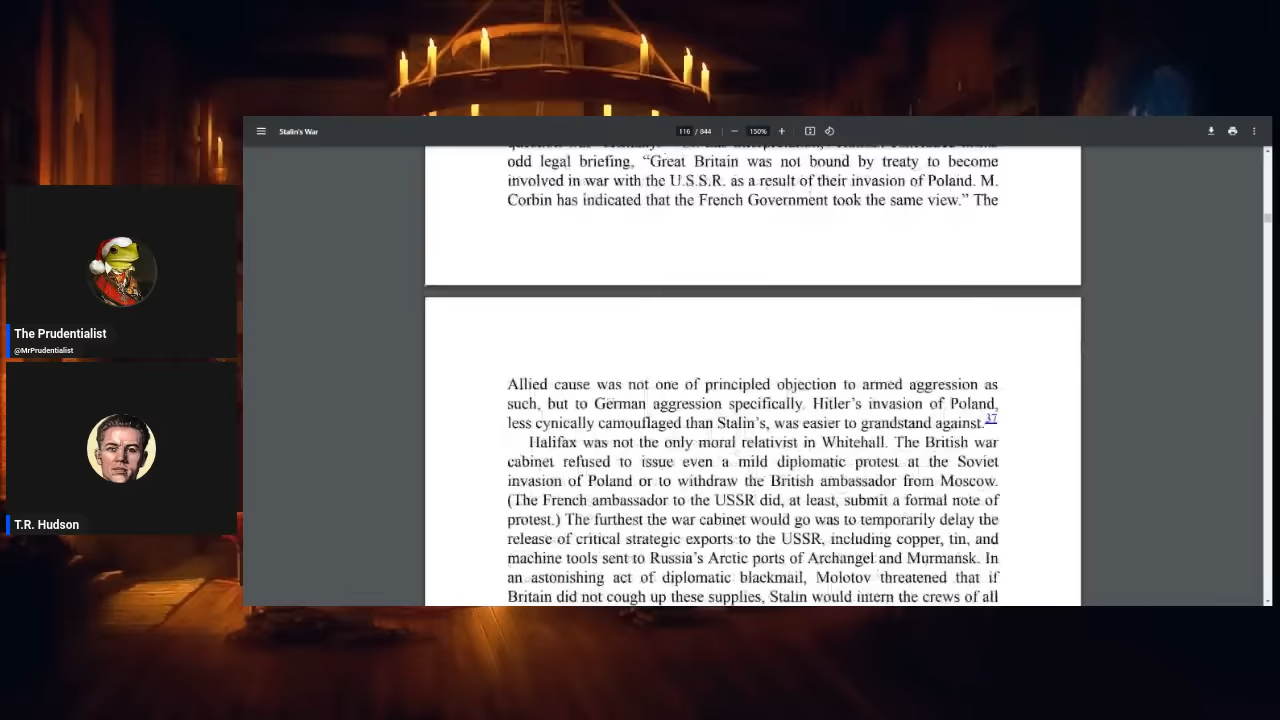 Stalin's War
116 / 844
150%
odd legal briefing, “Great Britain was not bound by treaty to become
involved in war with the U.S.S.R. as a result of their invasion of Poland. M.
Corbin has indicated that the French Government took the same view.” The
Allied cause was not one of principled objection to armed aggression as
such, but to German aggression specifically. Hitler’s invasion of Poland,
less cynically camouflaged than Stalin’s, was easier to grandstand against.37
Halifax was not the only moral relativist in Whitehall. The British war
cabinet refused to issue even a mild diplomatic protest at the Soviet
invasion of Poland or to withdraw the British ambassador from Moscow.
(The French ambassador to the USSR did, at least, submit a formal note of
protest.) The furthest the war cabinet would go was to temporarily delay the
release of critical strategic exports to the USSR, including copper, tin, and
machine tools sent to Russia’s Arctic ports of Archangel and Murmansk. In
an astonishing act of diplomatic blackmail, Molotov threatened that if
Britain did not cough up these supplies, Stalin would intern the crews of all
The Prudentialist
@MrPrudentialist
T.R. Hudson